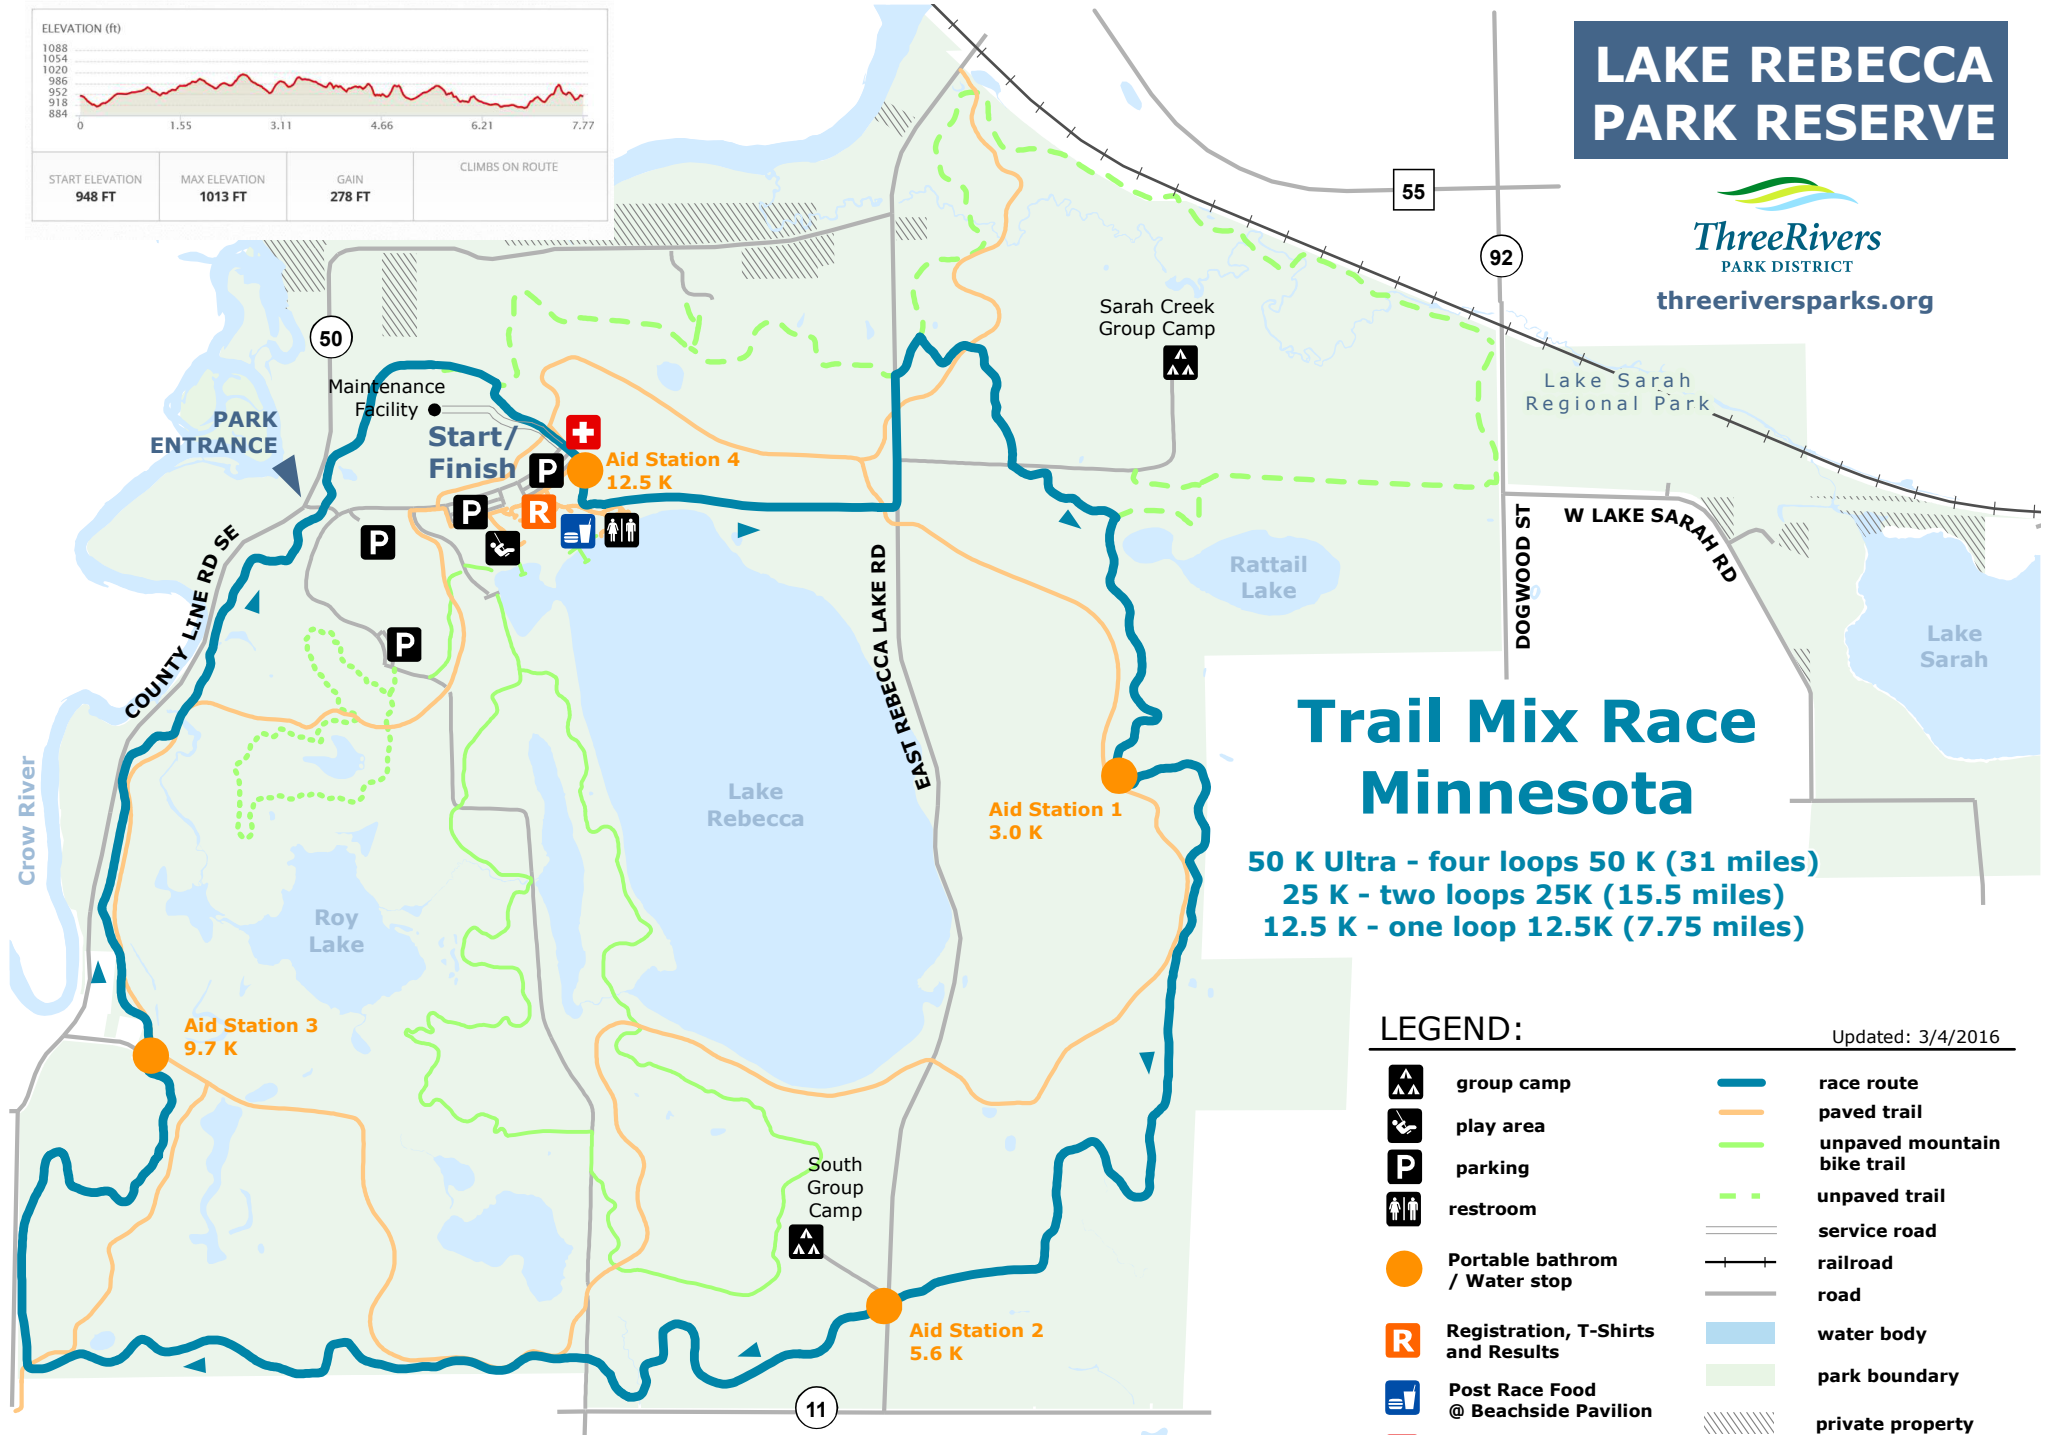 ELEVATION (ft)
1088
1054
1020
986
952
918
884
0 1.55 3.11 4.66 6.21 7.77
START ELEVATION
948 FT
MAX ELEVATION
1013 FT
GAIN
278 FT
CLIMBS ON ROUTE
LAKE REBECCA
PARK RESERVE
ThreeRivers
PARK DISTRICT
threeriversparks.org
55
92
50
Sarah Creek
Group Camp
Lake Sarah
Regional Park
Maintenance
Facility
PARK
ENTRANCE
Start/
Finish
P
Aid Station 4
12.5 K
P
R
P
P
COUNTY LINE RD SE
EAST REBECCA LAKE RD
DOGWOOD ST
W LAKE SARAH RD
Rattail
Lake
Lake
Sarah
Crow River
Lake
Rebecca
Roy
Lake
Aid Station 1
3.0 K
Trail Mix Race
Minnesota
50 K Ultra - four loops 50 K (31 miles)
25 K - two loops 25K (15.5 miles)
12.5 K - one loop 12.5K (7.75 miles)
Aid Station 3
9.7 K
South
Group
Camp
Aid Station 2
5.6 K
11
LEGEND:
Updated: 3/4/2016
group camp
play area
P
parking
restroom
Portable bathrom
/ Water stop
R
Registration, T-Shirts
and Results
Post Race Food
@ Beachside Pavilion
race route
paved trail
unpaved mountain
bike trail
unpaved trail
service road
railroad
road
water body
park boundary
private property